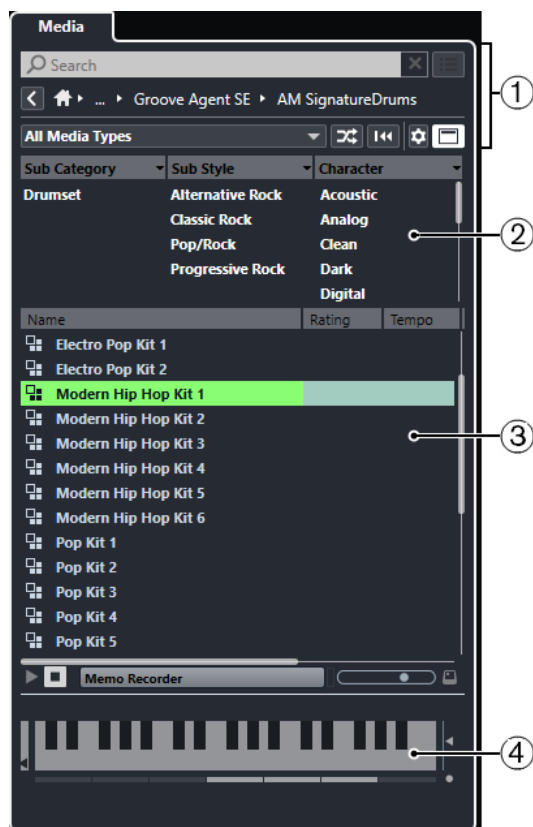 Media
Search
... Groove Agent SE AM SignatureDrums
1
All Media Types
Sub Category Sub Style Character
Drumset Alternative Rock Acoustic
Classic Rock Analog
Pop/Rock Clean
2
Progressive Rock Dark
Digital
Name Rating Tempo
Electro Pop Kit 1
Electro Pop Kit 2
Modern Hip Hop Kit 1
Modern Hip Hop Kit 2
Modern Hip Hop Kit 3
3
Modern Hip Hop Kit 4
Modern Hip Hop Kit 5
Modern Hip Hop Kit 6
Pop Kit 1
Pop Kit 2
Pop Kit 3
Pop Kit 4
Pop Kit 5
Memo Recorder
4